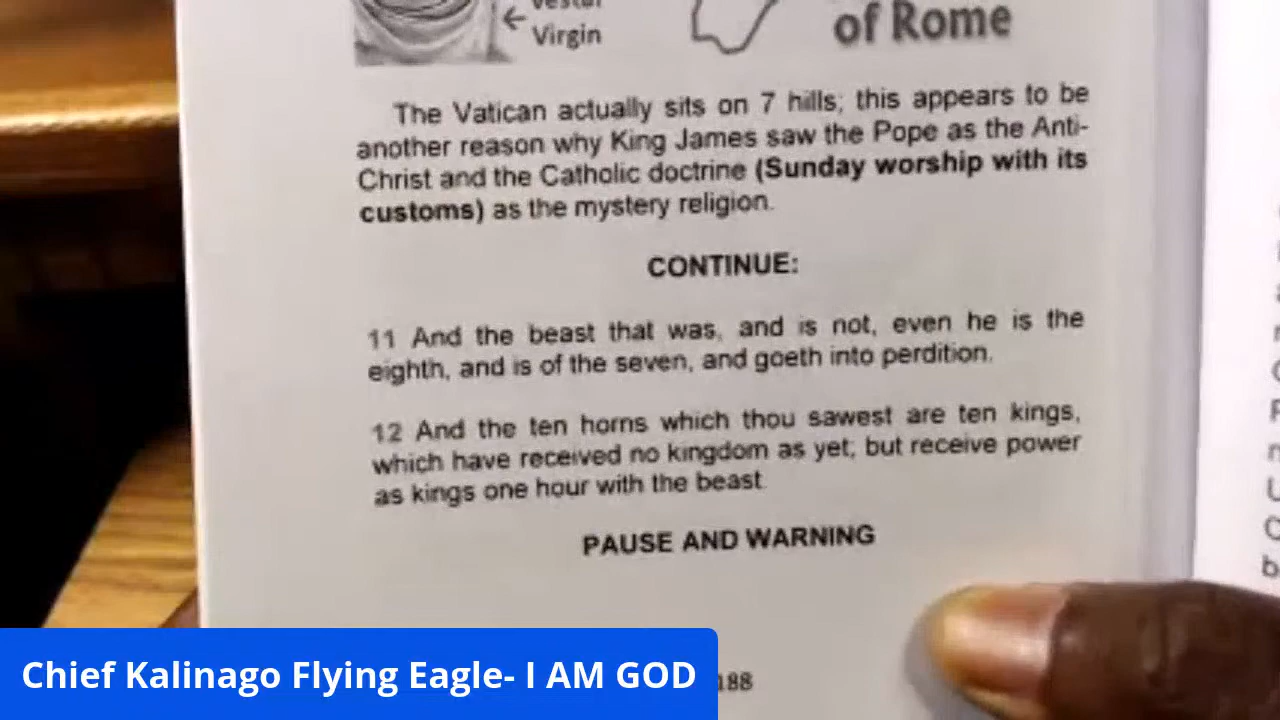 Virgin
of Rome
The Vatican actually sits on 7 hills; this appears to be
another reason why King James saw the Pope as the Anti-
Christ and the Catholic doctrine (Sunday worship with its
customs) as the mystery religion.
CONTINUE:
11 And the beast that was, and is not, even he is the
eighth, and is of the seven, and goeth into perdition.
12 And the ten horns which thou sawest are ten kings,
which have received no kingdom as yet; but receive power
as kings one hour with the beast.
PAUSE AND WARNING
188
Chief Kalinago Flying Eagle- I AM GOD